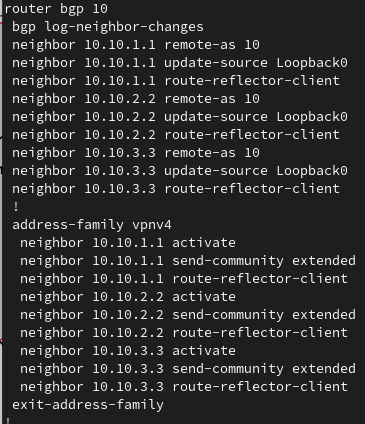 router bgp 10
bgp log-neighbor-changes
neighbor 10.10.1.1 remote-as 10
neighbor 10.10.1.1 update-source Loopback0
neighbor 10.10.1.1 route-reflector-client
neighbor 10.10.2.2 remote-as 10
neighbor 10.10.2.2 update-source Loopback0
neighbor 10.10.2.2 route-reflector-client
neighbor 10.10.3.3 remote-as 10
neighbor 10.10.3.3 update-source Loopback0
neighbor 10.10.3.3 route-reflector-client
!
address-family vpnv4
neighbor 10.10.1.1 activate
neighbor 10.10.1.1 send-community extended
neighbor 10.10.1.1 route-reflector-client
neighbor 10.10.2.2 activate
neighbor 10.10.2.2 send-community extended
neighbor 10.10.2.2 route-reflector-client
neighbor 10.10.3.3 activate
neighbor 10.10.3.3 send-community extended
neighbor 10.10.3.3 route-reflector-client
exit-address-family
!